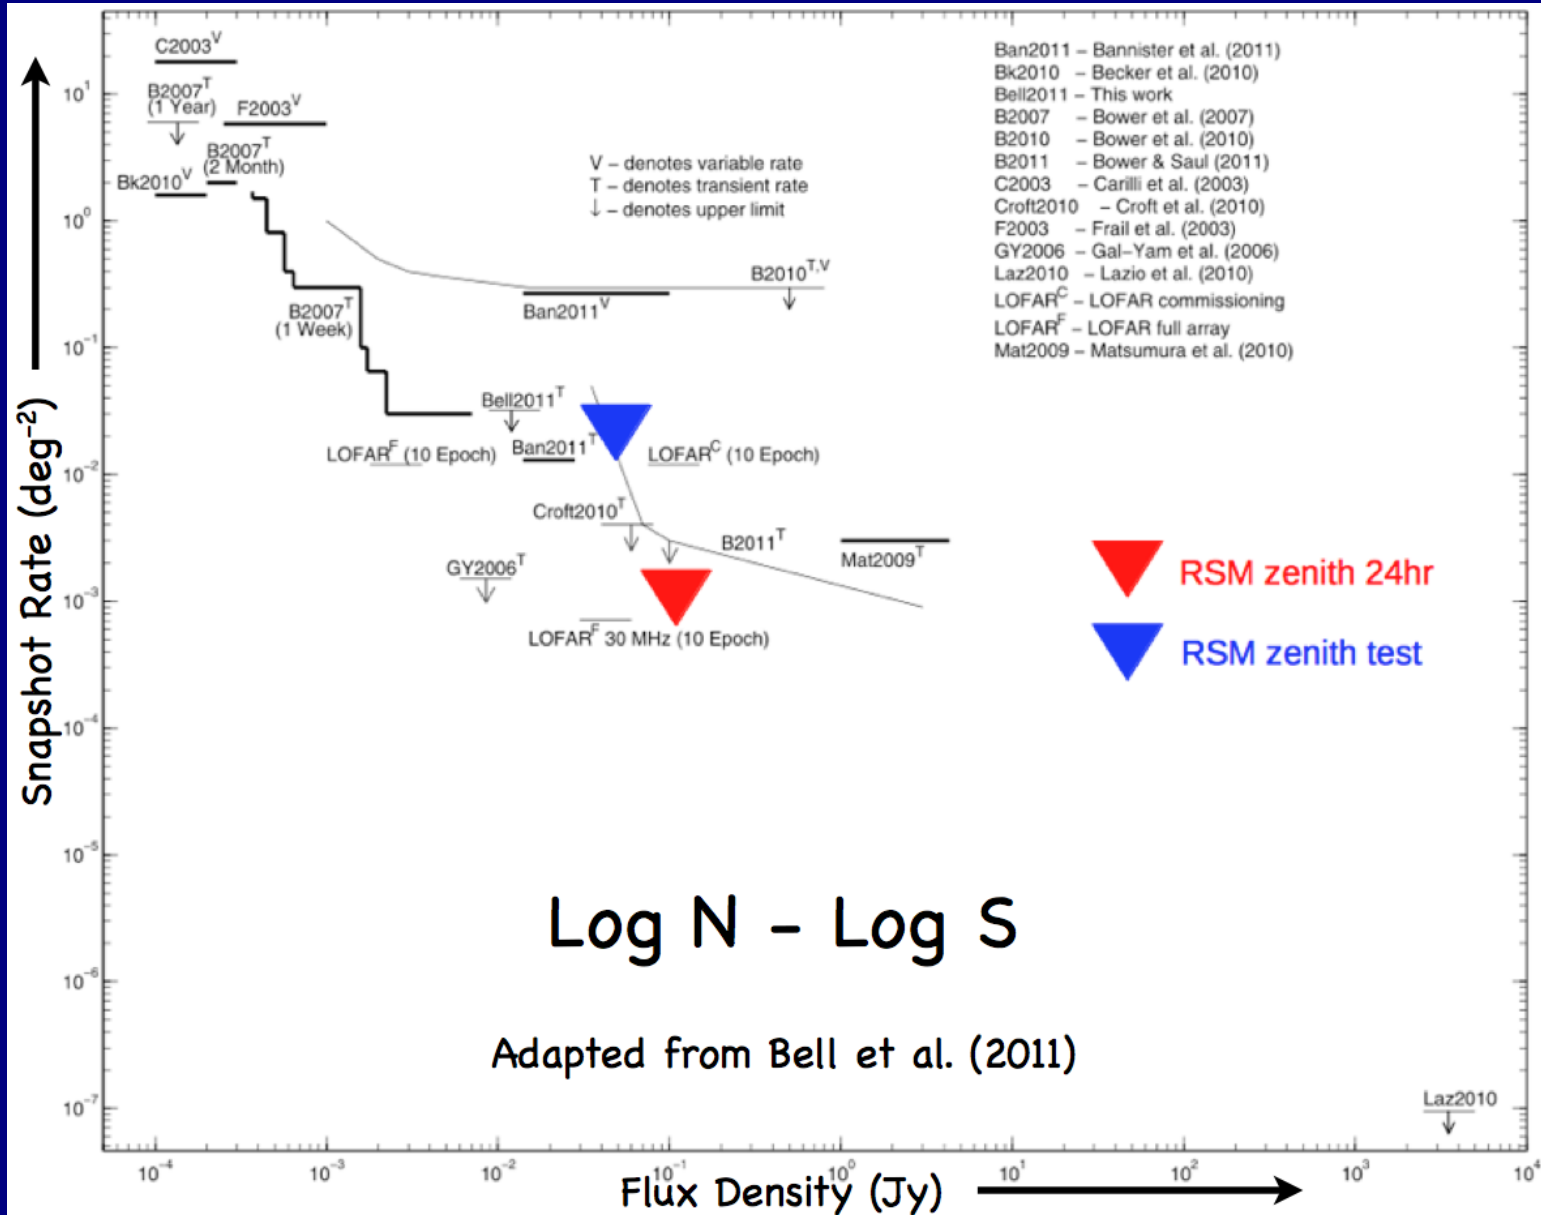 C2003^V
B2007^T
(1 Year)
F2003^V
B2007^T
(2 Month)
Bk2010^V
V – denotes variable rate
T – denotes transient rate
↓ – denotes upper limit
Ban2011 – Bannister et al. (2011)
Bk2010 – Becker et al. (2010)
Bell2011 – This work
B2007 – Bower et al. (2007)
B2010 – Bower et al. (2010)
B2011 – Bower & Saul (2011)
C2003 – Carilli et al. (2003)
Croft2010 – Croft et al. (2010)
F2003 – Frail et al. (2003)
GY2006 – Gal–Yam et al. (2006)
Laz2010 – Lazio et al. (2010)
LOFAR^C – LOFAR commissioning
LOFAR^F – LOFAR full array
Mat2009 – Matsumura et al. (2010)
B2010^T,V
Ban2011^V
B2007^T
(1 Week)
Bell2011^T
Ban2011^T
LOFAR^F (10 Epoch)
LOFAR^C (10 Epoch)
Croft2010^T
B2011^T
Mat2009^T
GY2006^T
LOFAR^F 30 MHz (10 Epoch)
RSM zenith 24hr
RSM zenith test
Log N - Log S
Adapted from Bell et al. (2011)
Laz2010
Snapshot Rate (deg^-2)
10^1
10^0
10^-1
10^-2
10^-3
10^-4
10^-5
10^-6
10^-7
10^-4
10^-3
10^-2
10^-1
10^0
10^1
10^2
10^3
10^4
Flux Density (Jy)